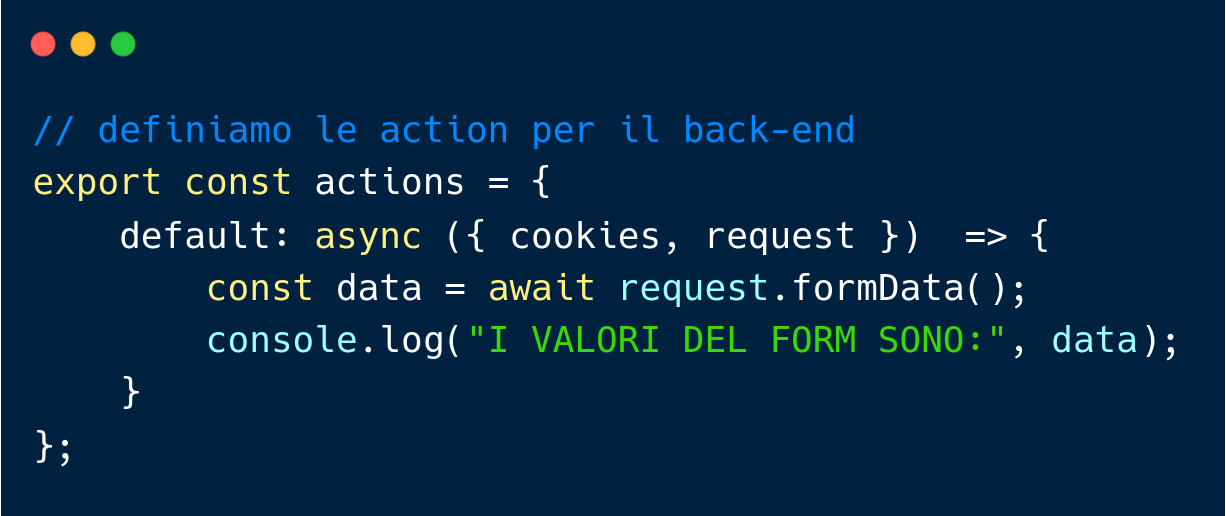 // definiamo le action per il back-end
export const actions = {
    default: async ({ cookies, request })  => {
        const data = await request.formData();
        console.log("I VALORI DEL FORM SONO:", data);
    }
};